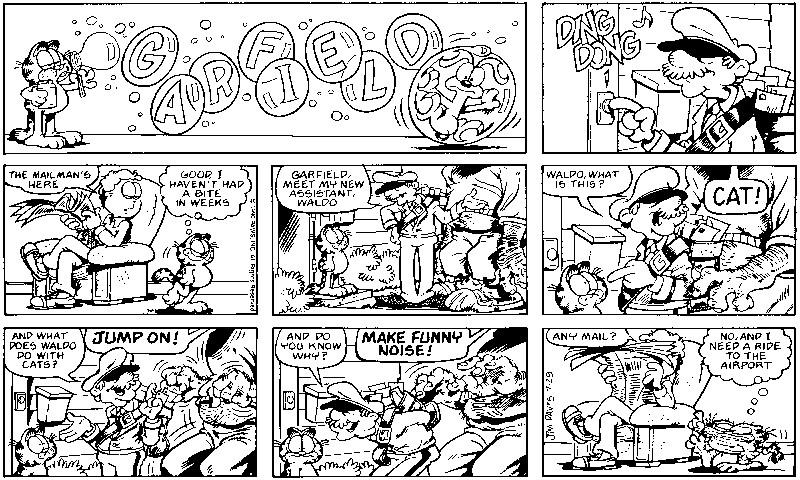 GARFIELD
DING
DONG
THE MAILMAN'S
HERE
GOOD. I
HAVEN'T HAD
A BITE
IN WEEKS
GARFIELD,
MEET MY NEW
ASSISTANT,
WALDO
WALDO, WHAT
IS THIS?
CAT!
AND WHAT
DOES WALDO
DO WITH
CATS?
JUMP ON!
AND DO
YOU KNOW
WHY?
MAKE FUNNY
NOISE!
ANY MAIL?
NO, AND I
NEED A RIDE
TO THE
AIRPORT
JIM DAVIS 7-29